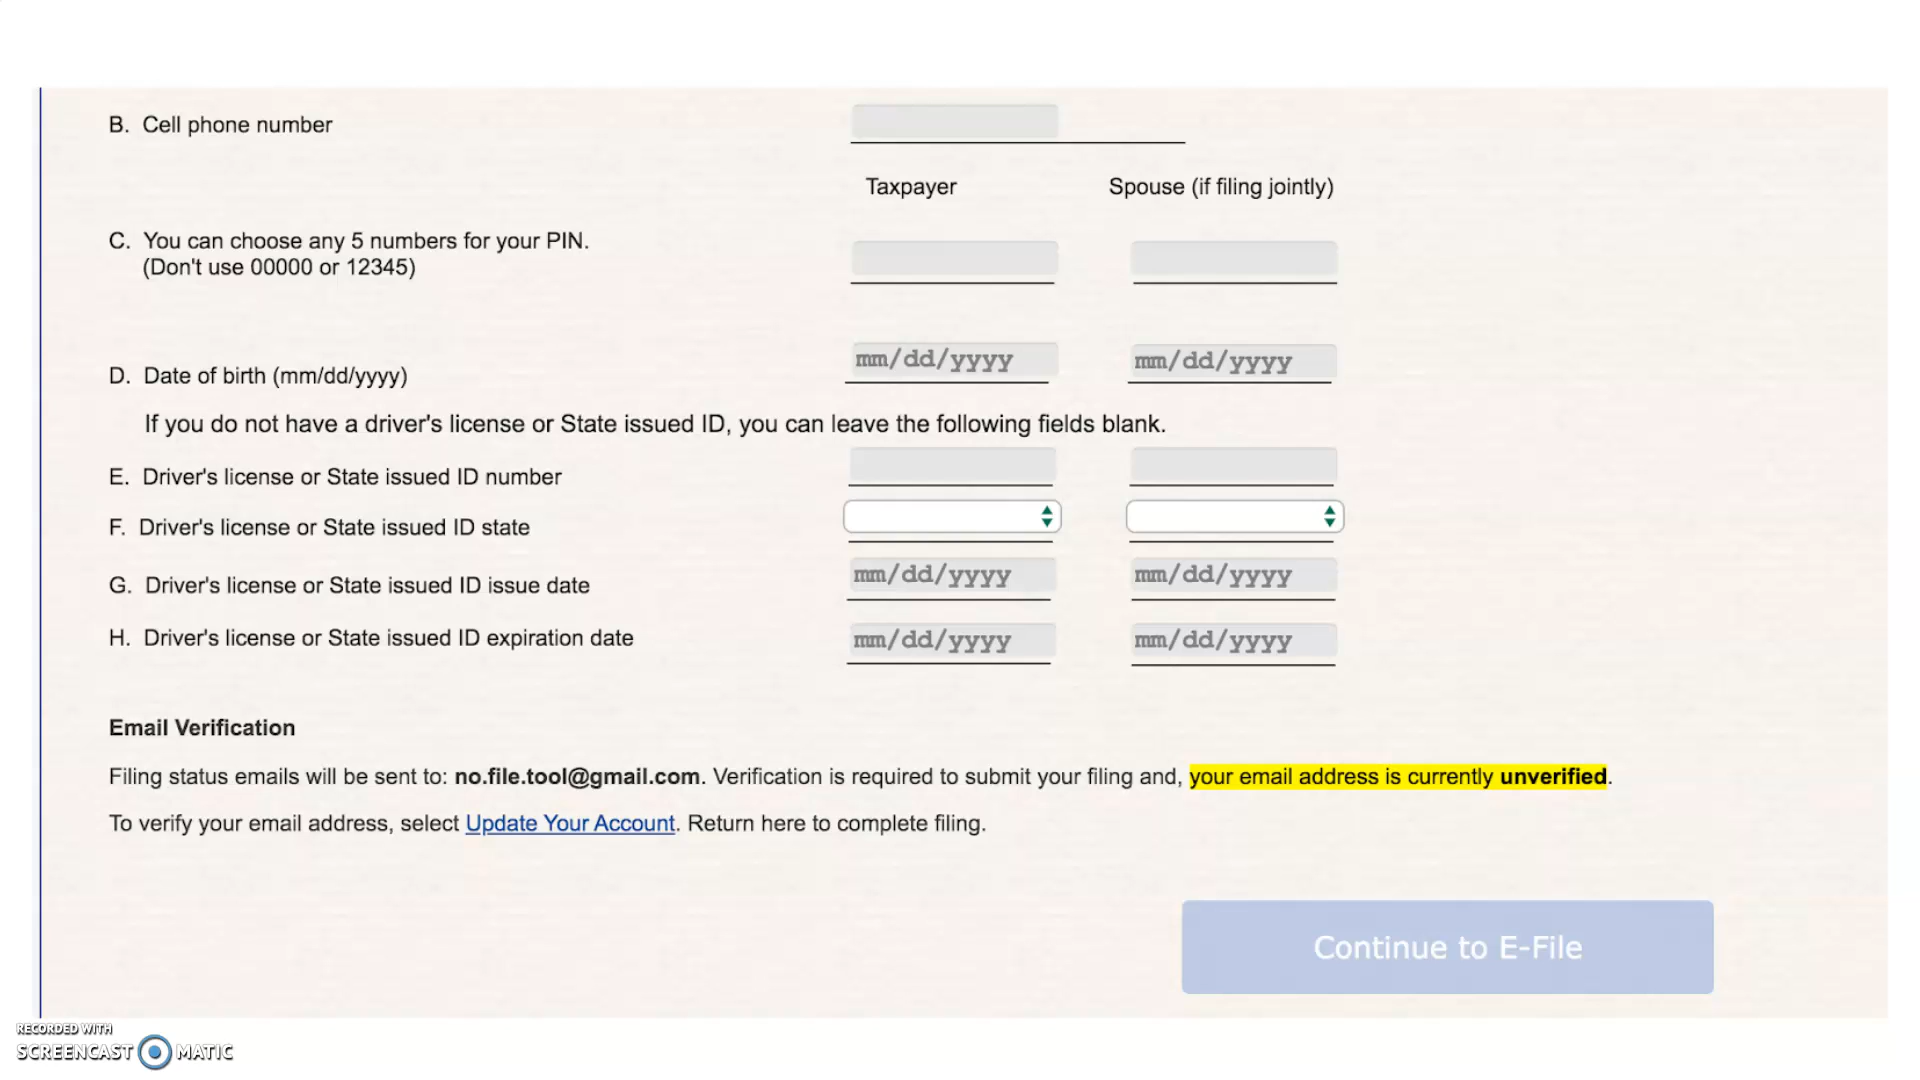 B. Cell phone number
Taxpayer Spouse (if filing jointly)
C. You can choose any 5 numbers for your PIN.
(Don't use 00000 or 12345)
mm/dd/yyyy mm/dd/yyyy
D. Date of birth (mm/dd/yyyy)
If you do not have a driver's license or State issued ID, you can leave the following fields blank.
E. Driver's license or State issued ID number
F. Driver's license or State issued ID state
G. Driver's license or State issued ID issue date mm/dd/yyyy mm/dd/yyyy
H. Driver's license or State issued ID expiration date mm/dd/yyyy mm/dd/yyyy
Email Verification
Filing status emails will be sent to: no.file.tool@gmail.com. Verification is required to submit your filing and, your email address is currently unverified.
To verify your email address, select Update Your Account. Return here to complete filing.
Continue to E-File
RECORDED WITH
SCREENCAST MATIC